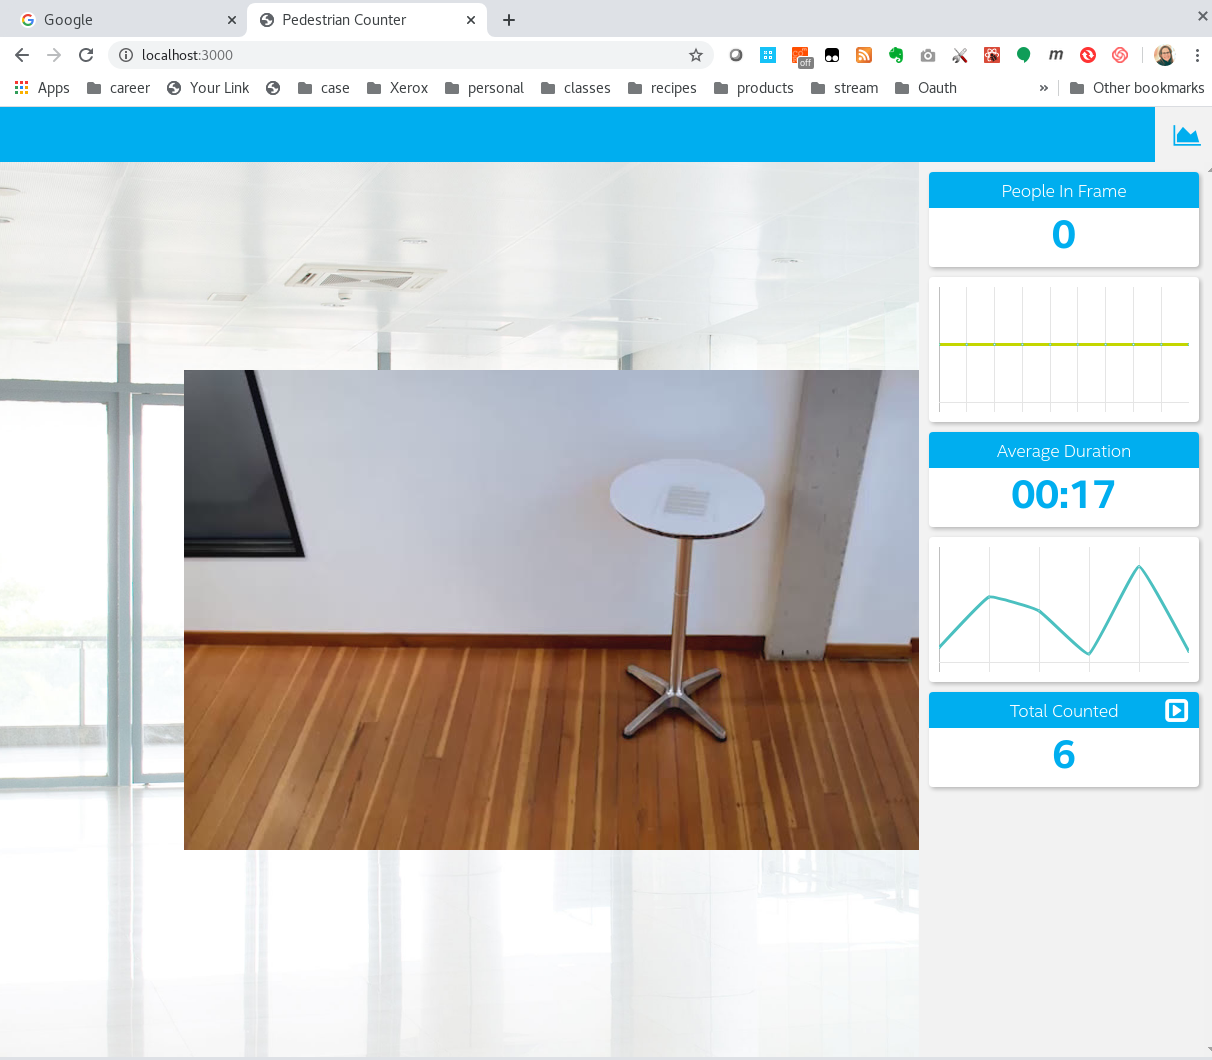 Google
Pedestrian Counter
localhost:3000
off
m
Apps
career
Your Link
case
Xerox
personal
classes
recipes
products
stream
Oauth
»
Other bookmarks
People In Frame
0
Average Duration
00:17
Total Counted
6